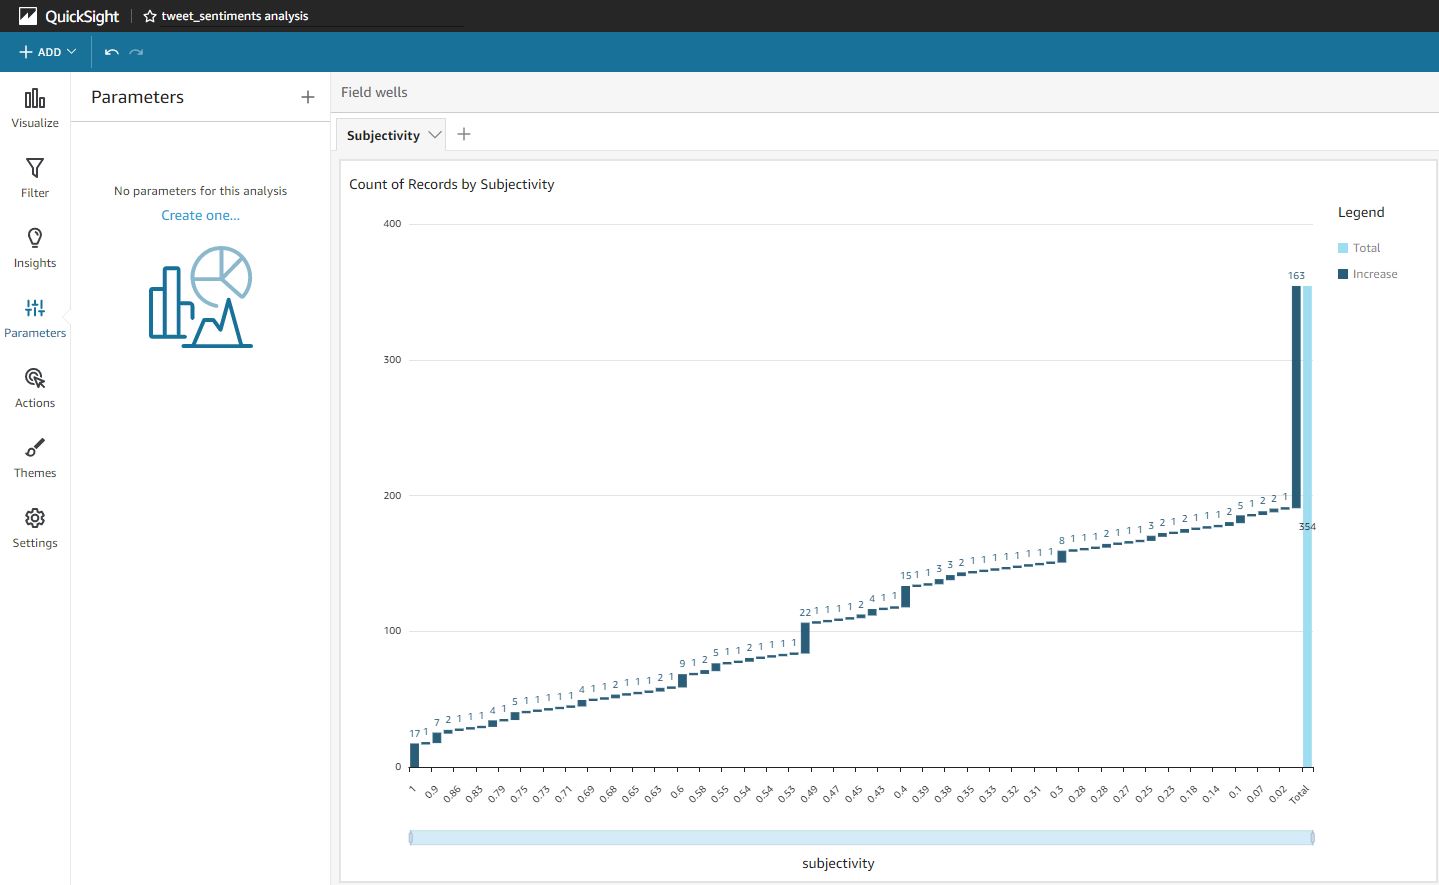 QuickSight
tweet_sentiments analysis
ADD
Visualize
Filter
Insights
Parameters
Actions
Themes
Settings
Parameters
No parameters for this analysis
Create one...
Field wells
Subjectivity
Count of Records by Subjectivity
400
300
200
100
0
17 1 7 2 1 1 1 4 1 5 1 1 1 1 1 4 1 1 2 1 1 1 2 1 9 1 2 5 1 1 2 1 1 1 1 22 1 1 1 1 2 4 1 1 15 1 1 3 3 2 1 1 1 1 1 1 1 1 8 1 1 1 2 1 1 1 3 2 1 2 1 1 1 2 5 1 2 2 1 163
354
1 0.9 0.86 0.83 0.79 0.75 0.73 0.71 0.69 0.68 0.65 0.63 0.6 0.58 0.55 0.54 0.54 0.53 0.49 0.47 0.45 0.43 0.4 0.39 0.38 0.35 0.33 0.32 0.31 0.3 0.28 0.28 0.27 0.25 0.23 0.18 0.14 0.1 0.07 0.02 Total
subjectivity
Legend
Total
Increase